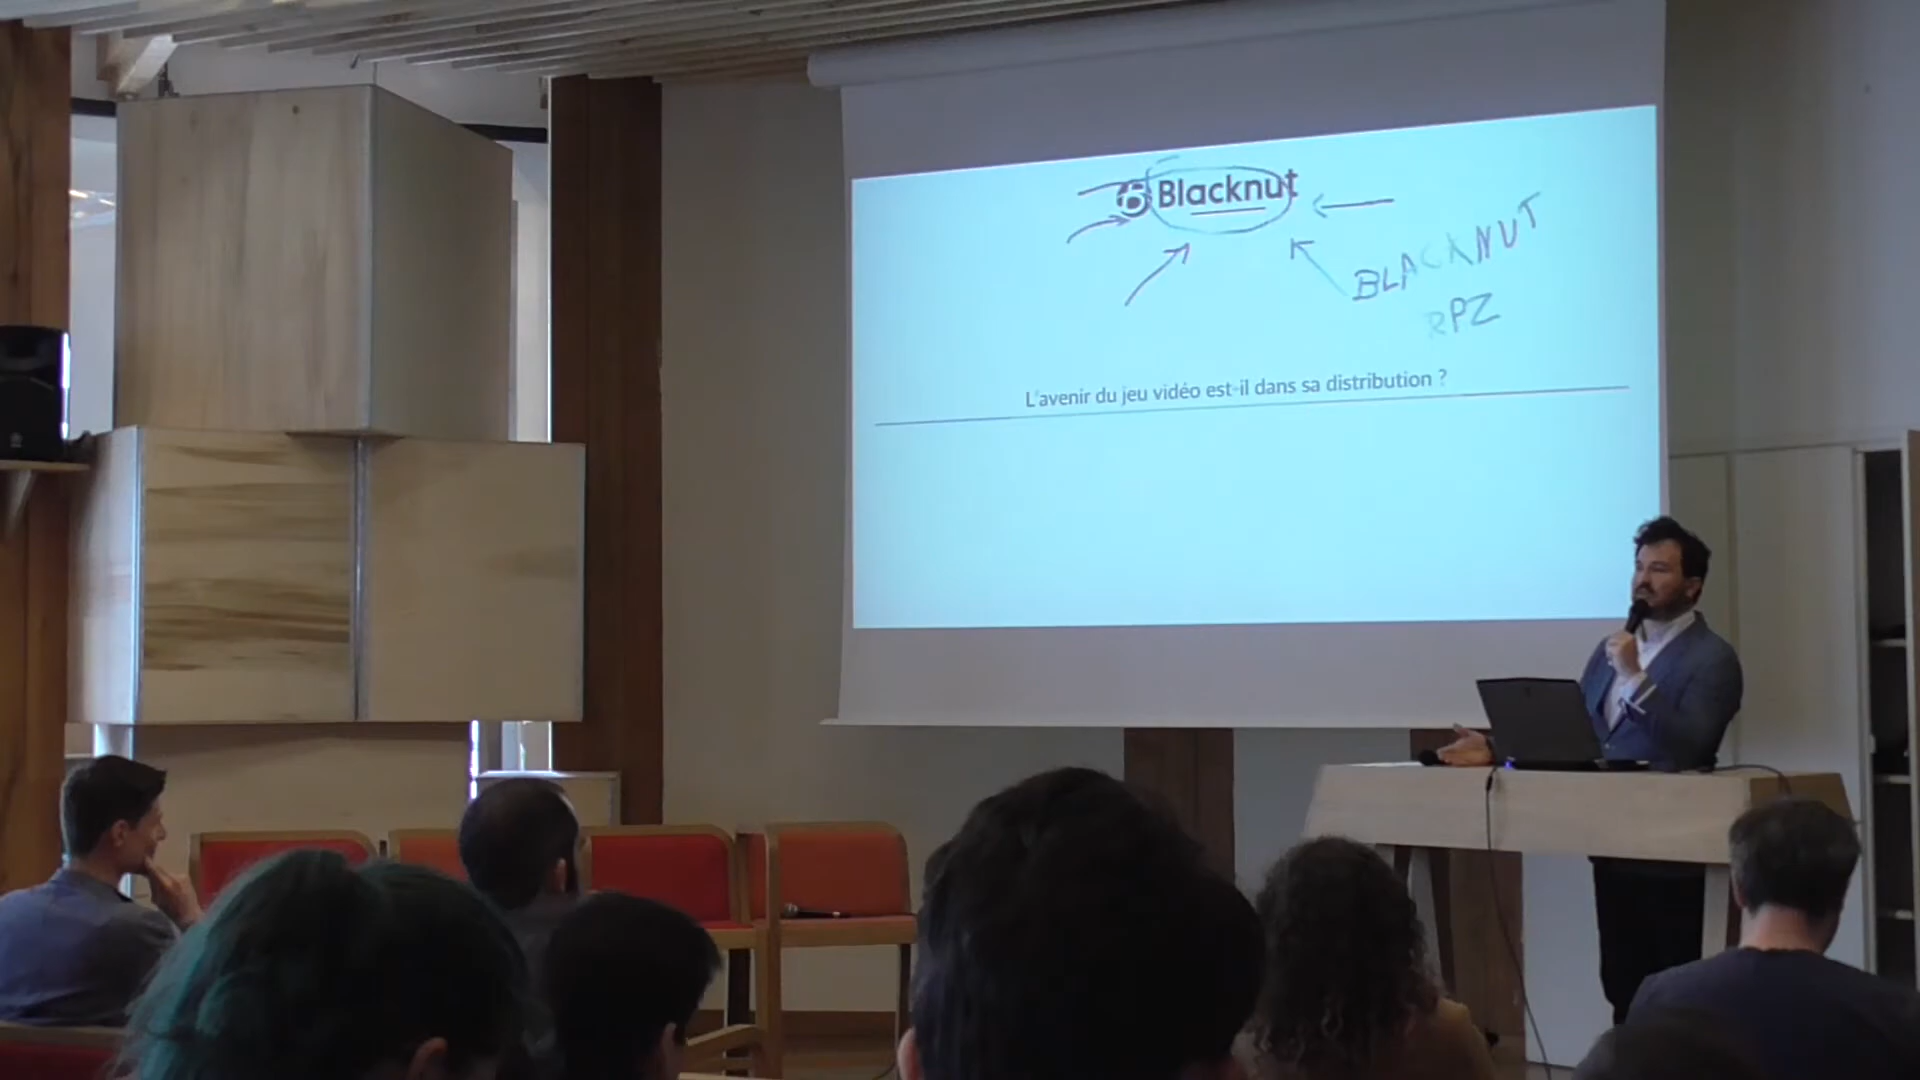 Blacknut
BLACKNUT
RPZ
L'avenir du jeu vidéo est-il dans sa distribution ?